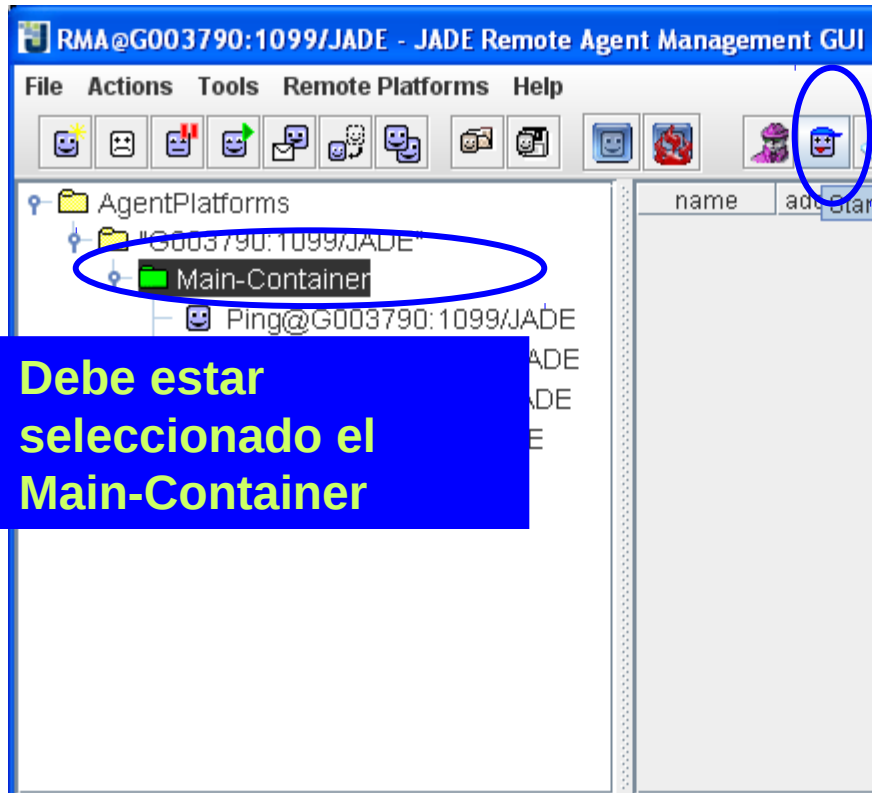 RMA@G003790:1099/JADE - JADE Remote Agent Management GUI
File Actions Tools Remote Platforms Help
AgentPlatforms
name
"G003790:1099/JADE"
Main-Container
Ping@G003790:1099/JADE
Debe estar
seleccionado el
Main-Container